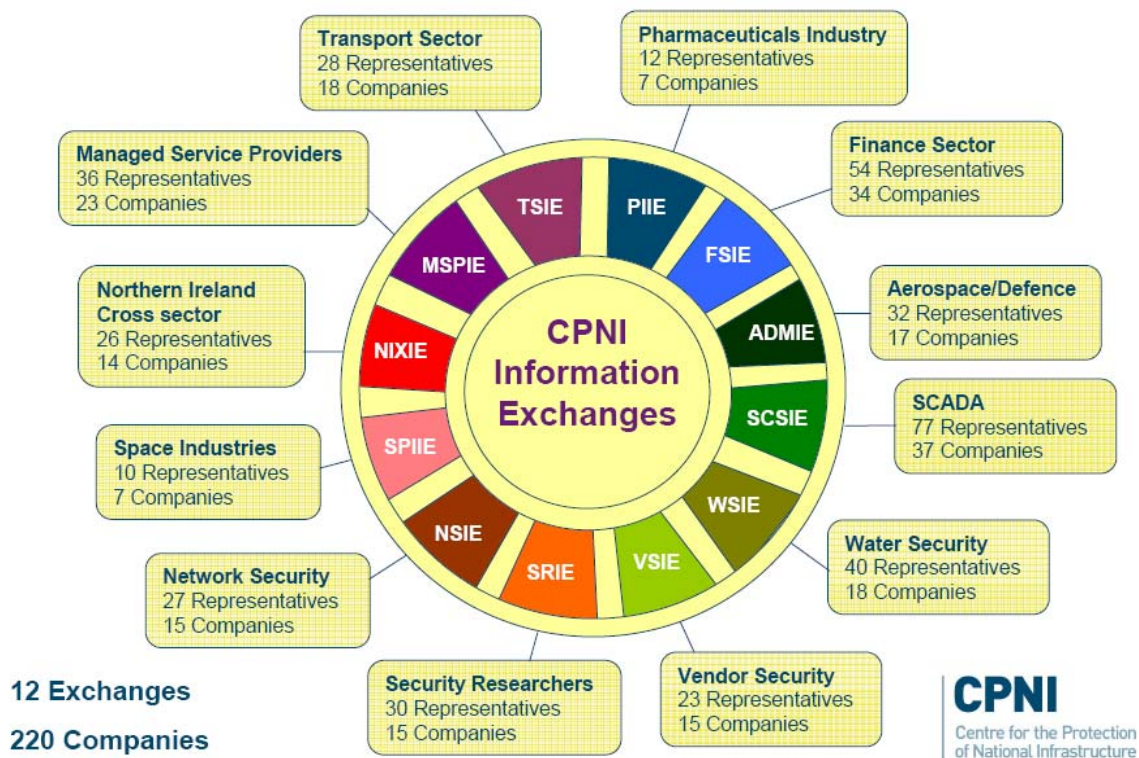 Transport Sector
28 Representatives
18 Companies
Pharmaceuticals Industry
12 Representatives
7 Companies
Managed Service Providers
36 Representatives
23 Companies
Finance Sector
54 Representatives
34 Companies
Northern Ireland
Cross sector
26 Representatives
14 Companies
Aerospace/Defence
32 Representatives
17 Companies
Space Industries
10 Representatives
7 Companies
SCADA
77 Representatives
37 Companies
Network Security
27 Representatives
15 Companies
Water Security
40 Representatives
18 Companies
Security Researchers
30 Representatives
15 Companies
Vendor Security
23 Representatives
15 Companies
TSIE
PIIE
FSIE
ADMIE
SCSIE
WSIE
VSIE
SRIE
NSIE
SPIIE
NIXIE
MSPIE
CPNI
Information
Exchanges
12 Exchanges
220 Companies
CPNI
Centre for the Protection
of National Infrastructure